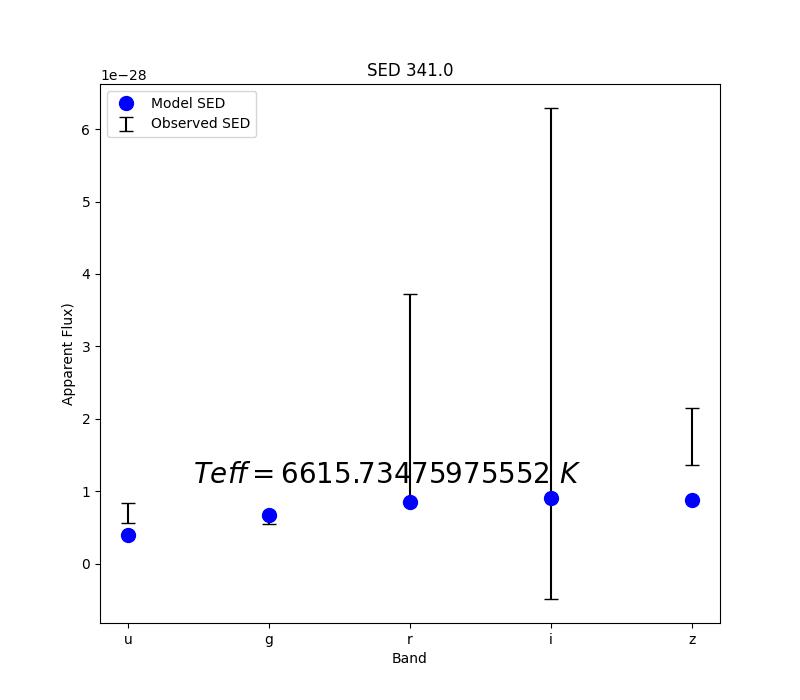 SED 341.0
1e−28
Model SED
Observed SED
6
5
4
3
2
1
0
Apparent Flux)
Teff = 6615.73475975552 K
u g r i z
Band